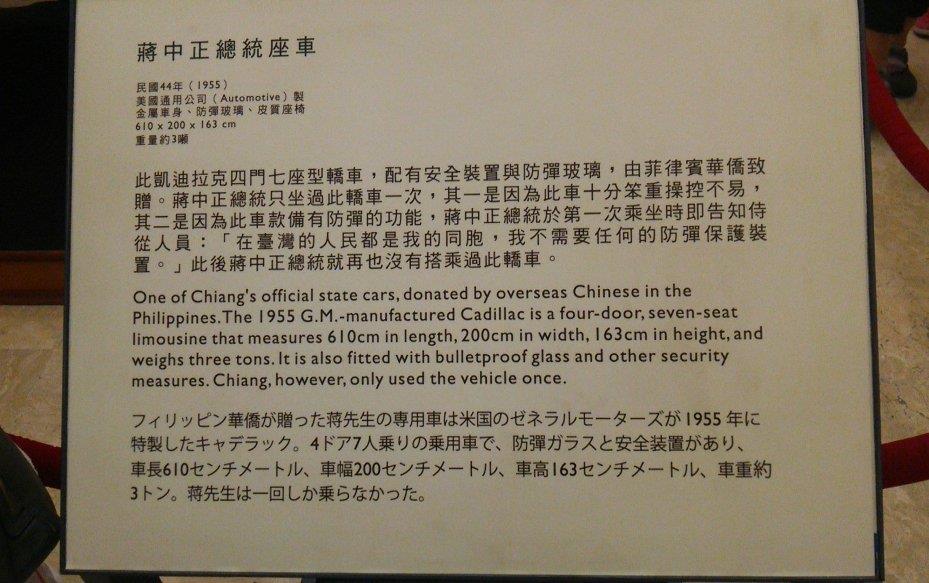 蔣中正總統座車
民國44年（1955）
美國通用公司（Automotive）製
金屬車身、防彈玻璃、皮質座椅
610 x 200 x 163 cm
重量約3噸
此凱迪拉克四門七座型轎車，配有安全裝置與防彈玻璃，由菲律賓華僑致
贈。蔣中正總統只坐過此轎車一次，其一是因為此車十分笨重操控不易，
其二是因為此車款備有防彈的功能，蔣中正總統於第一次乘坐時即告知侍
從人員：「在臺灣的人民都是我的同胞，我不需要任何的防彈保護裝
置。」此後蔣中正總統就再也沒有搭乘過此轎車。
One of Chiang's official state cars, donated by overseas Chinese in the
Philippines. The 1955 G.M.-manufactured Cadillac is a four-door, seven-seat
limousine that measures 610cm in length, 200cm in width, 163cm in height, and
weighs three tons. It is also fitted with bulletproof glass and other security
measures. Chiang, however, only used the vehicle once.
フィリッピン華僑が贈った蒋先生の専用車は米国のゼネラルモーターズが1955年に
特製したキャデラック。4ドア7人乗りの乗用車で、防彈ガラスと安全装置があり、
車長610センチメートル、車幅200センチメートル、車高163センチメートル、車重約
3トン。蒋先生は一回しか乗らなかった。